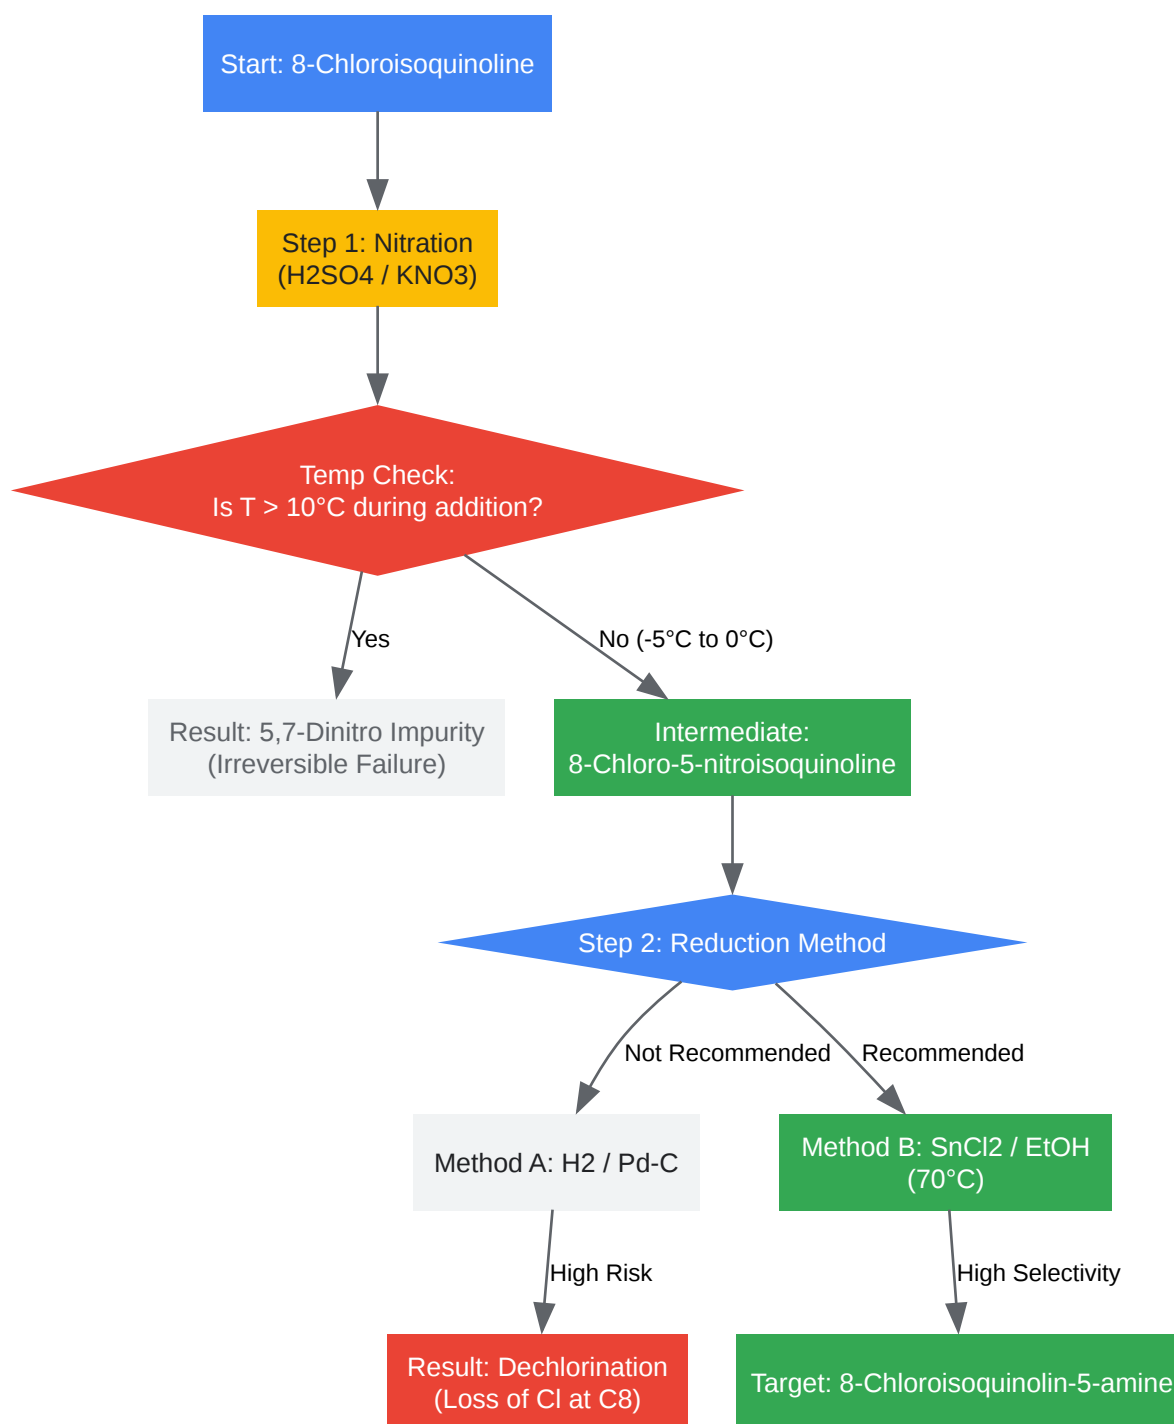 Start: 8-Chloroisoquinoline
Step 1: Nitration
(H2SO4 / KNO3)
Temp Check:
Is T > 10°C during addition?
Yes
No (-5°C to 0°C)
Result: 5,7-Dinitro Impurity
(Irreversible Failure)
Intermediate:
8-Chloro-5-nitroisoquinoline
Step 2: Reduction Method
Not Recommended
Recommended
Method A: H2 / Pd-C
Method B: SnCl2 / EtOH
(70°C)
High Risk
High Selectivity
Result: Dechlorination
(Loss of Cl at C8)
Target: 8-Chloroisoquinolin-5-amine